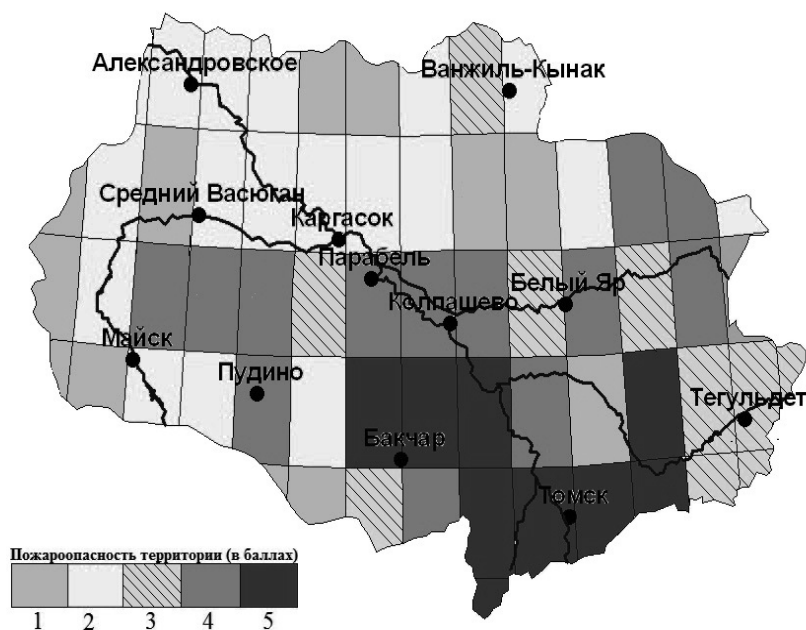 Александровское
Ванжиль-Кынак
Средний Васюган
Каргасок
Парабель
Белый Яр
Колпашево
Майск
Пудино
Тегульдет
Бакчар
Томск
Пожароопасность территории (в баллах)
1 2 3 4 5